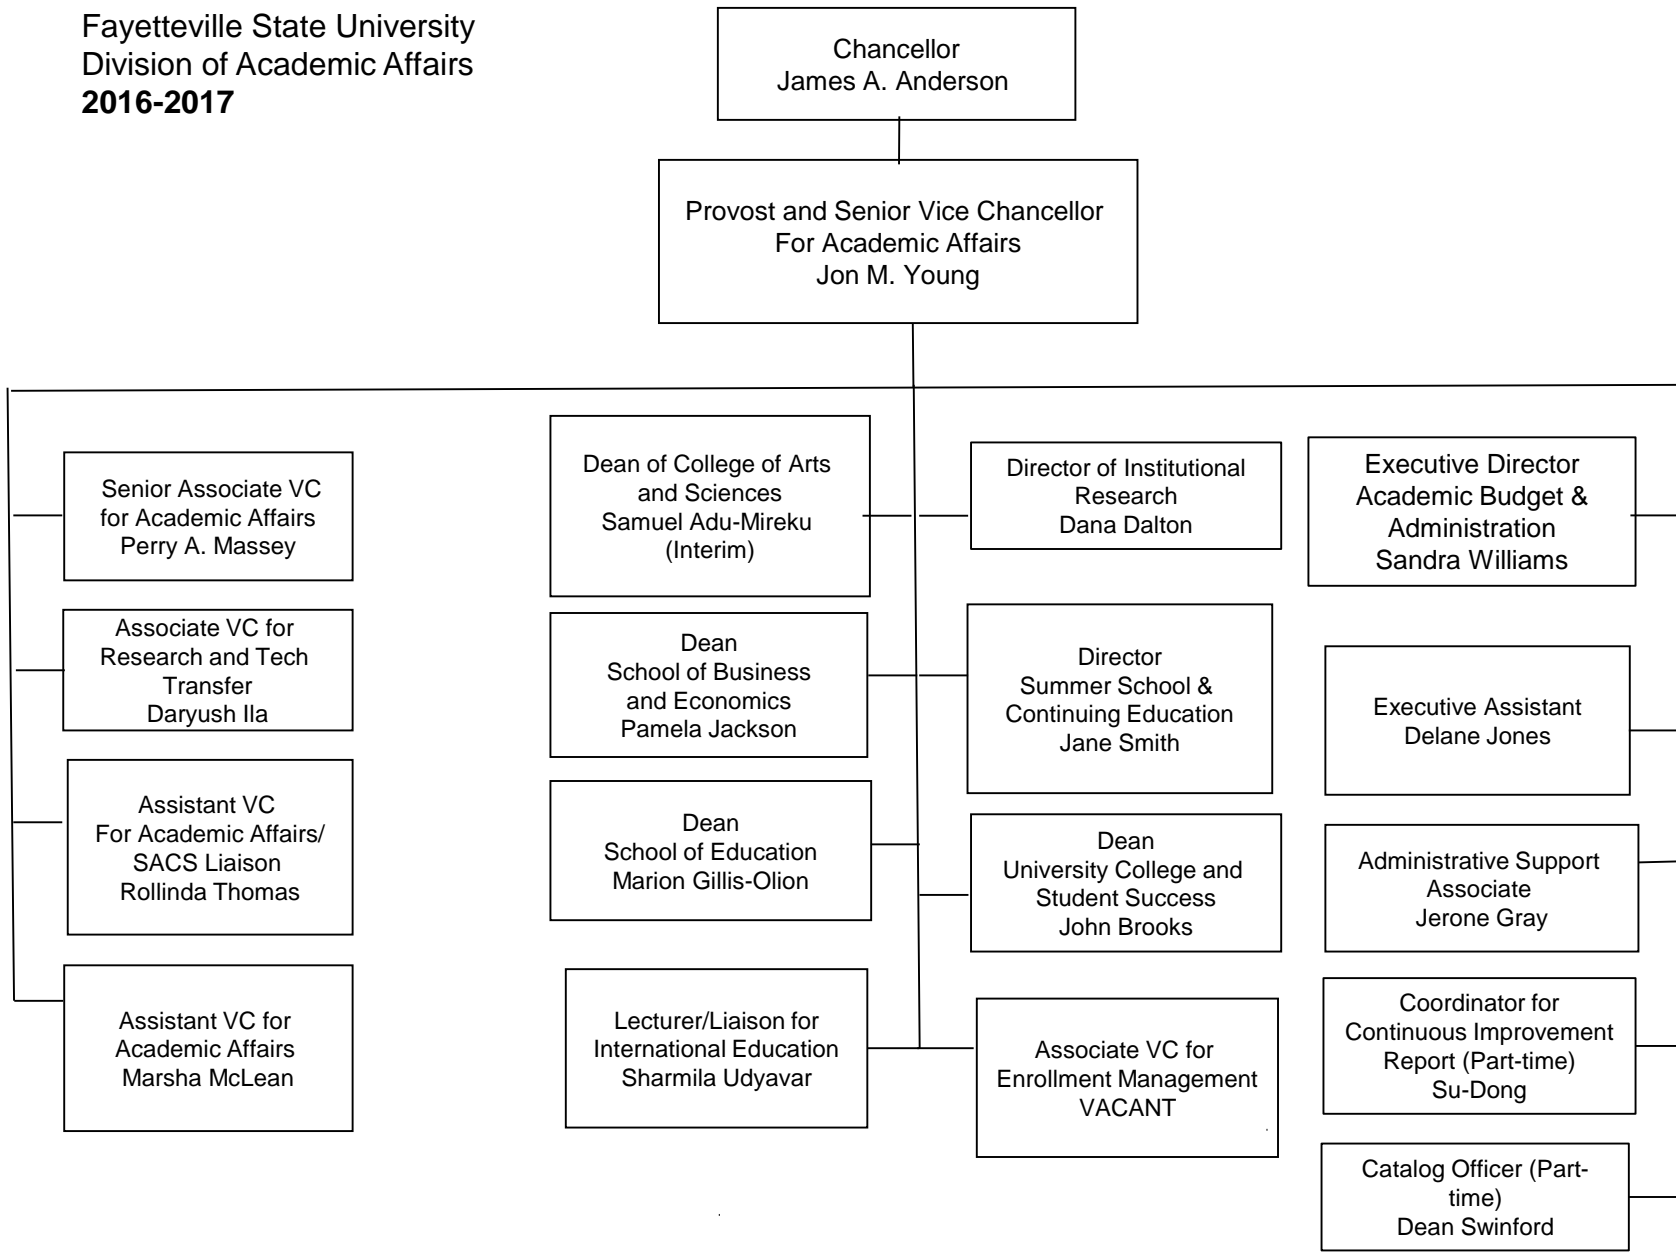 Fayetteville State University
Division of Academic Affairs
2016-2017
Chancellor
James A. Anderson
Provost and Senior Vice Chancellor
For Academic Affairs
Jon M. Young
Senior Associate VC
for Academic Affairs
Perry A. Massey
Associate VC for
Research and Tech
Transfer
Daryush Ila
Assistant VC
For Academic Affairs/
SACS Liaison
Rollinda Thomas
Assistant VC for
Academic Affairs
Marsha McLean
Dean of College of Arts
and Sciences
Samuel Adu-Mireku
(Interim)
Dean
School of Business
and Economics
Pamela Jackson
Dean
School of Education
Marion Gillis-Olion
Lecturer/Liaison for
International Education
Sharmila Udyavar
Director of Institutional
Research
Dana Dalton
Director
Summer School &
Continuing Education
Jane Smith
Dean
University College and
Student Success
John Brooks
Associate VC for
Enrollment Management
VACANT
Executive Director
Academic Budget &
Administration
Sandra Williams
Executive Assistant
Delane Jones
Administrative Support
Associate
Jerone Gray
Coordinator for
Continuous Improvement
Report (Part-time)
Su-Dong
Catalog Officer (Part-
time)
Dean Swinford